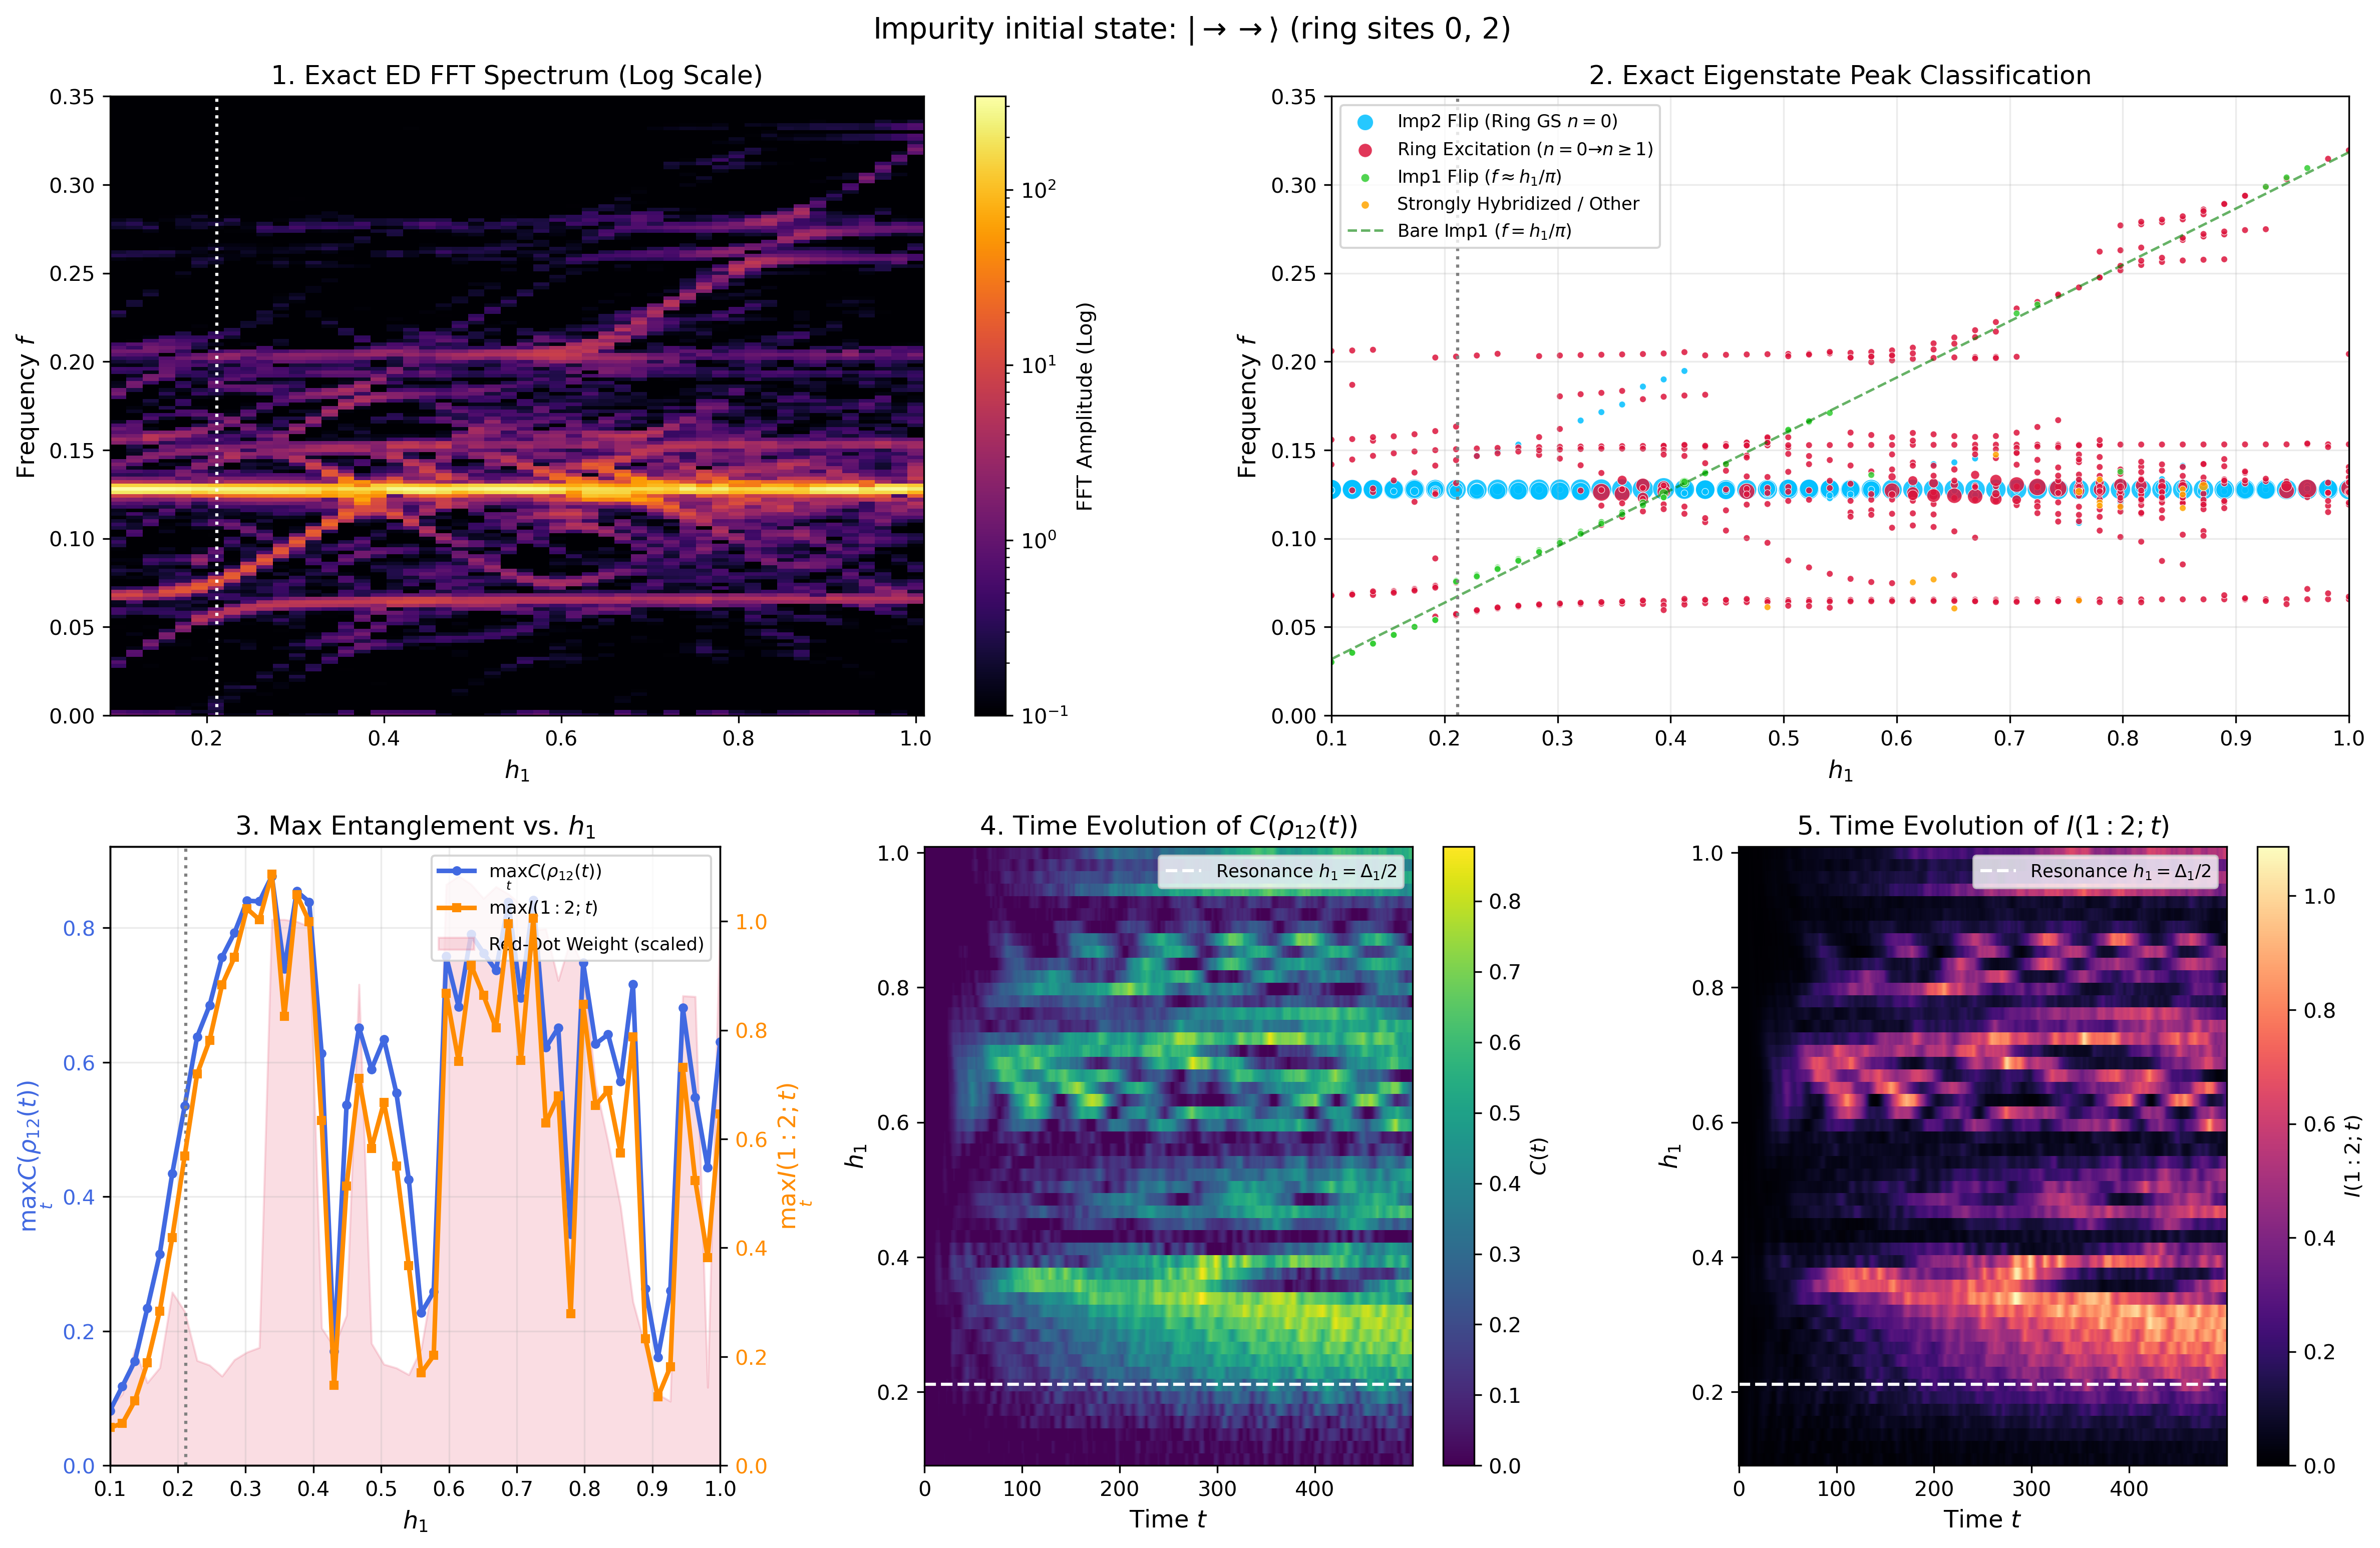 Impurity initial state: |→→⟩ (ring sites 0, 2)
1. Exact ED FFT Spectrum (Log Scale)
0.35
0.30
0.25
0.20
0.15
0.10
0.05
0.00
Frequency f
0.2
0.4
0.6
0.8
1.0
h₁
10²
10¹
10⁰
10⁻¹
FFT Amplitude (Log)
2. Exact Eigenstate Peak Classification
Imp2 Flip (Ring GS n = 0)
Ring Excitation (n = 0→n ≥ 1)
Imp1 Flip (f ≈ h₁/π)
Strongly Hybridized / Other
Bare Imp1 (f = h₁/π)
0.35
0.30
0.25
0.20
0.15
0.10
0.05
0.00
Frequency f
0.1
0.2
0.3
0.4
0.5
0.6
0.7
0.8
0.9
1.0
h₁
3. Max Entanglement vs. h₁
max C(ρ₁₂(t))
t
max I(1 : 2; t)
t
Red-Dot Weight (scaled)
0.8
0.6
0.4
0.2
0.0
max C(ρ₁₂(t))
t
1.0
0.8
0.6
0.4
0.2
0.0
max I(1 : 2; t)
t
0.1
0.2
0.3
0.4
0.5
0.6
0.7
0.8
0.9
1.0
h₁
4. Time Evolution of C(ρ₁₂(t))
Resonance h₁ = Δ₁/2
1.0
0.8
0.6
0.4
0.2
h₁
0
100
200
300
400
Time t
0.8
0.7
0.6
0.5
0.4
0.3
0.2
0.1
0.0
C(t)
5. Time Evolution of I(1 : 2; t)
Resonance h₁ = Δ₁/2
1.0
0.8
0.6
0.4
0.2
h₁
0
100
200
300
400
Time t
1.0
0.8
0.6
0.4
0.2
0.0
I(1 : 2; t)